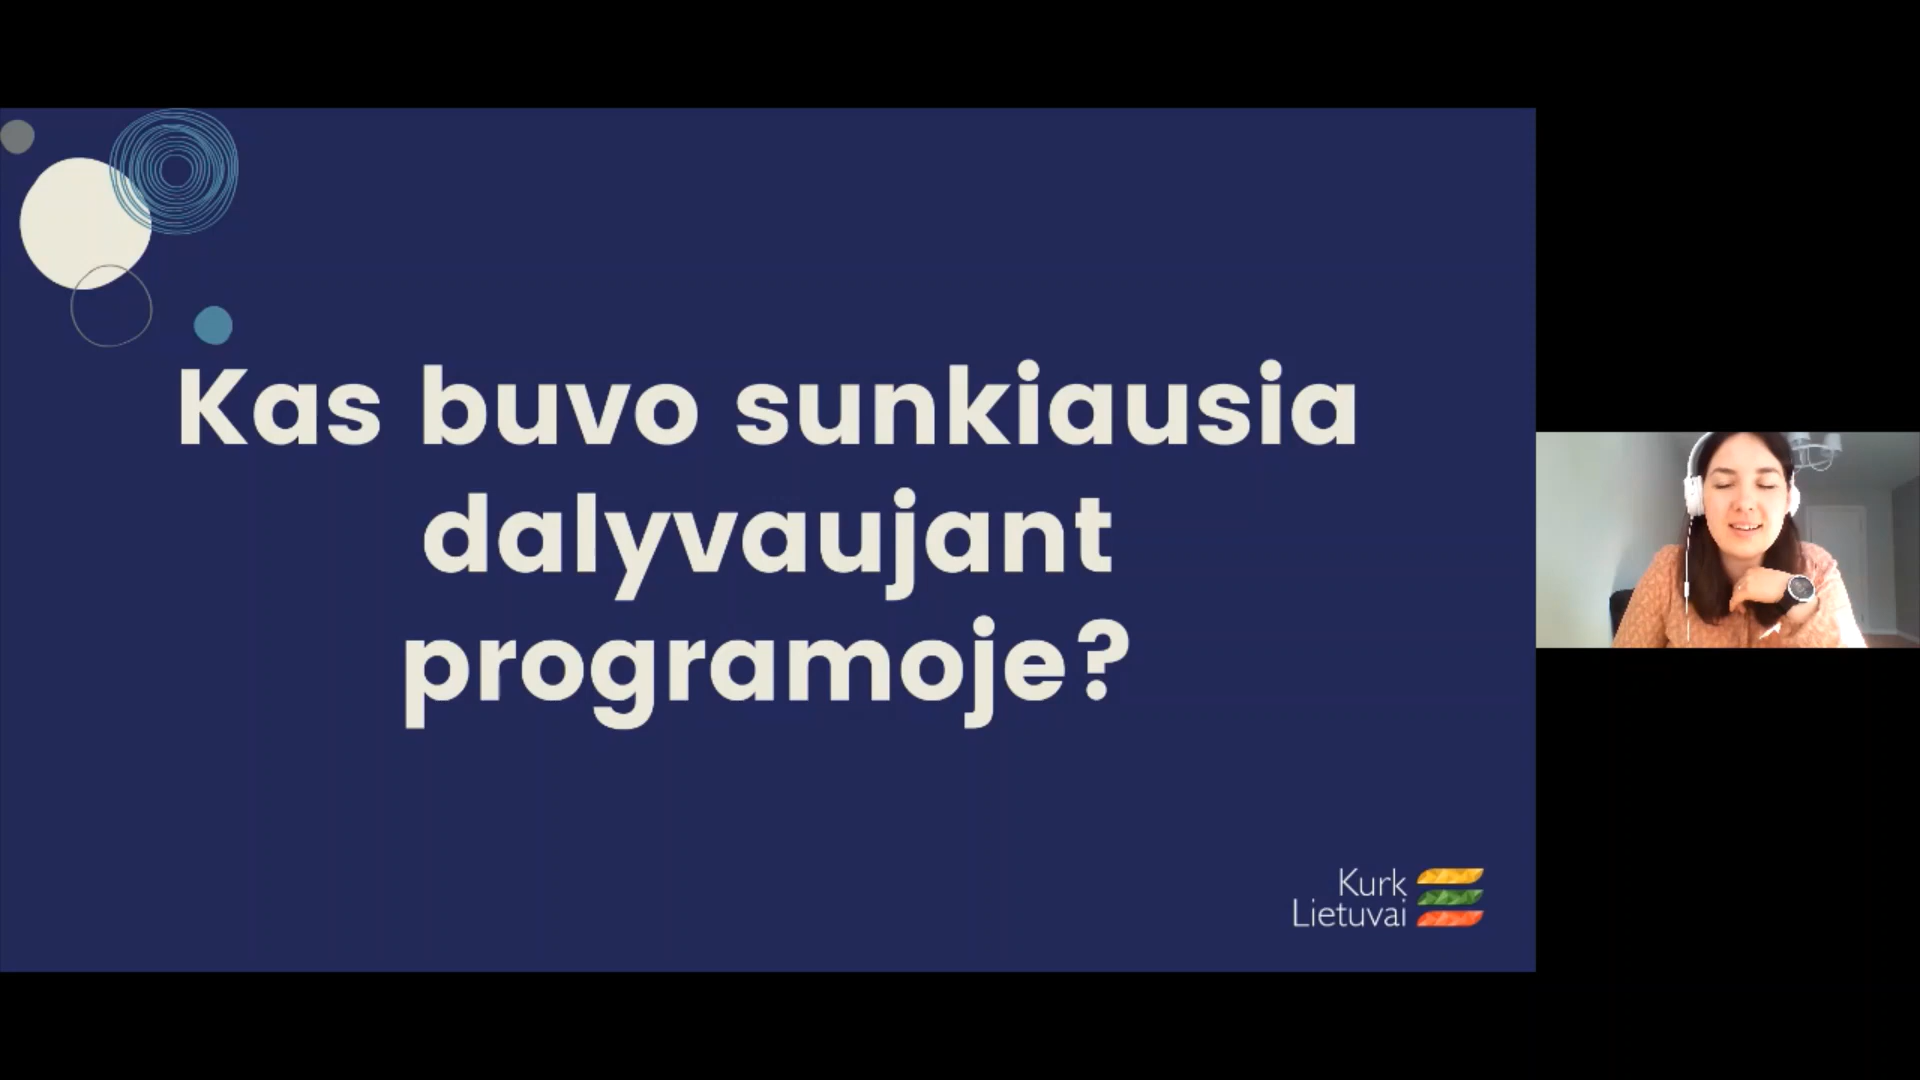 Kas buvo sunkiausia
dalyvaujant
programoje?
Kurk
Lietuvai